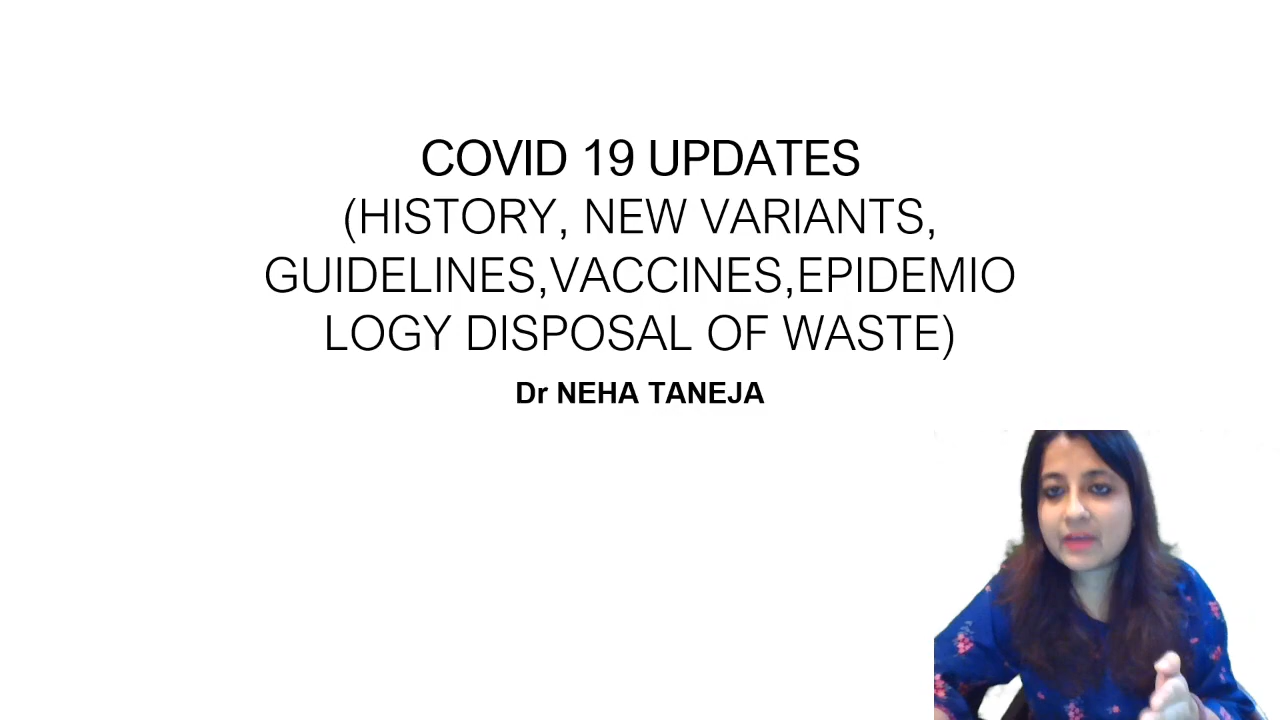 COVID 19 UPDATES
(HISTORY, NEW VARIANTS,
GUIDELINES,VACCINES,EPIDEMIO
LOGY DISPOSAL OF WASTE)
Dr NEHA TANEJA